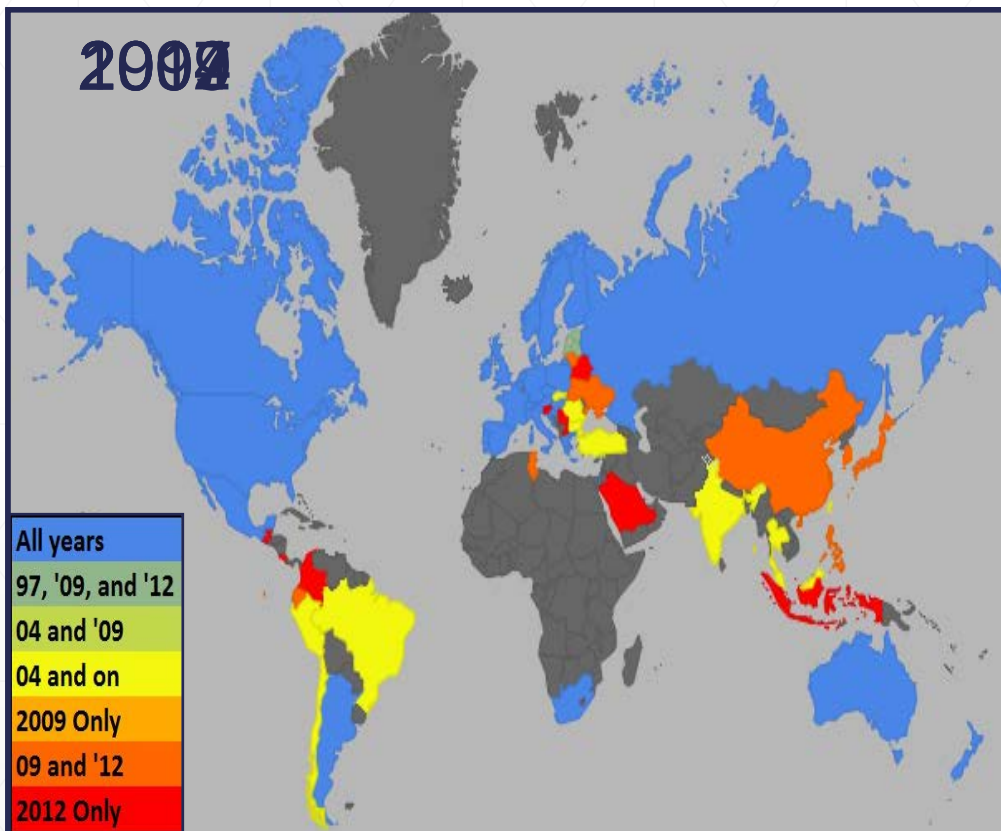 All years
97, '09, and '12
04 and '09
04 and on
2009 Only
09 and '12
2012 Only